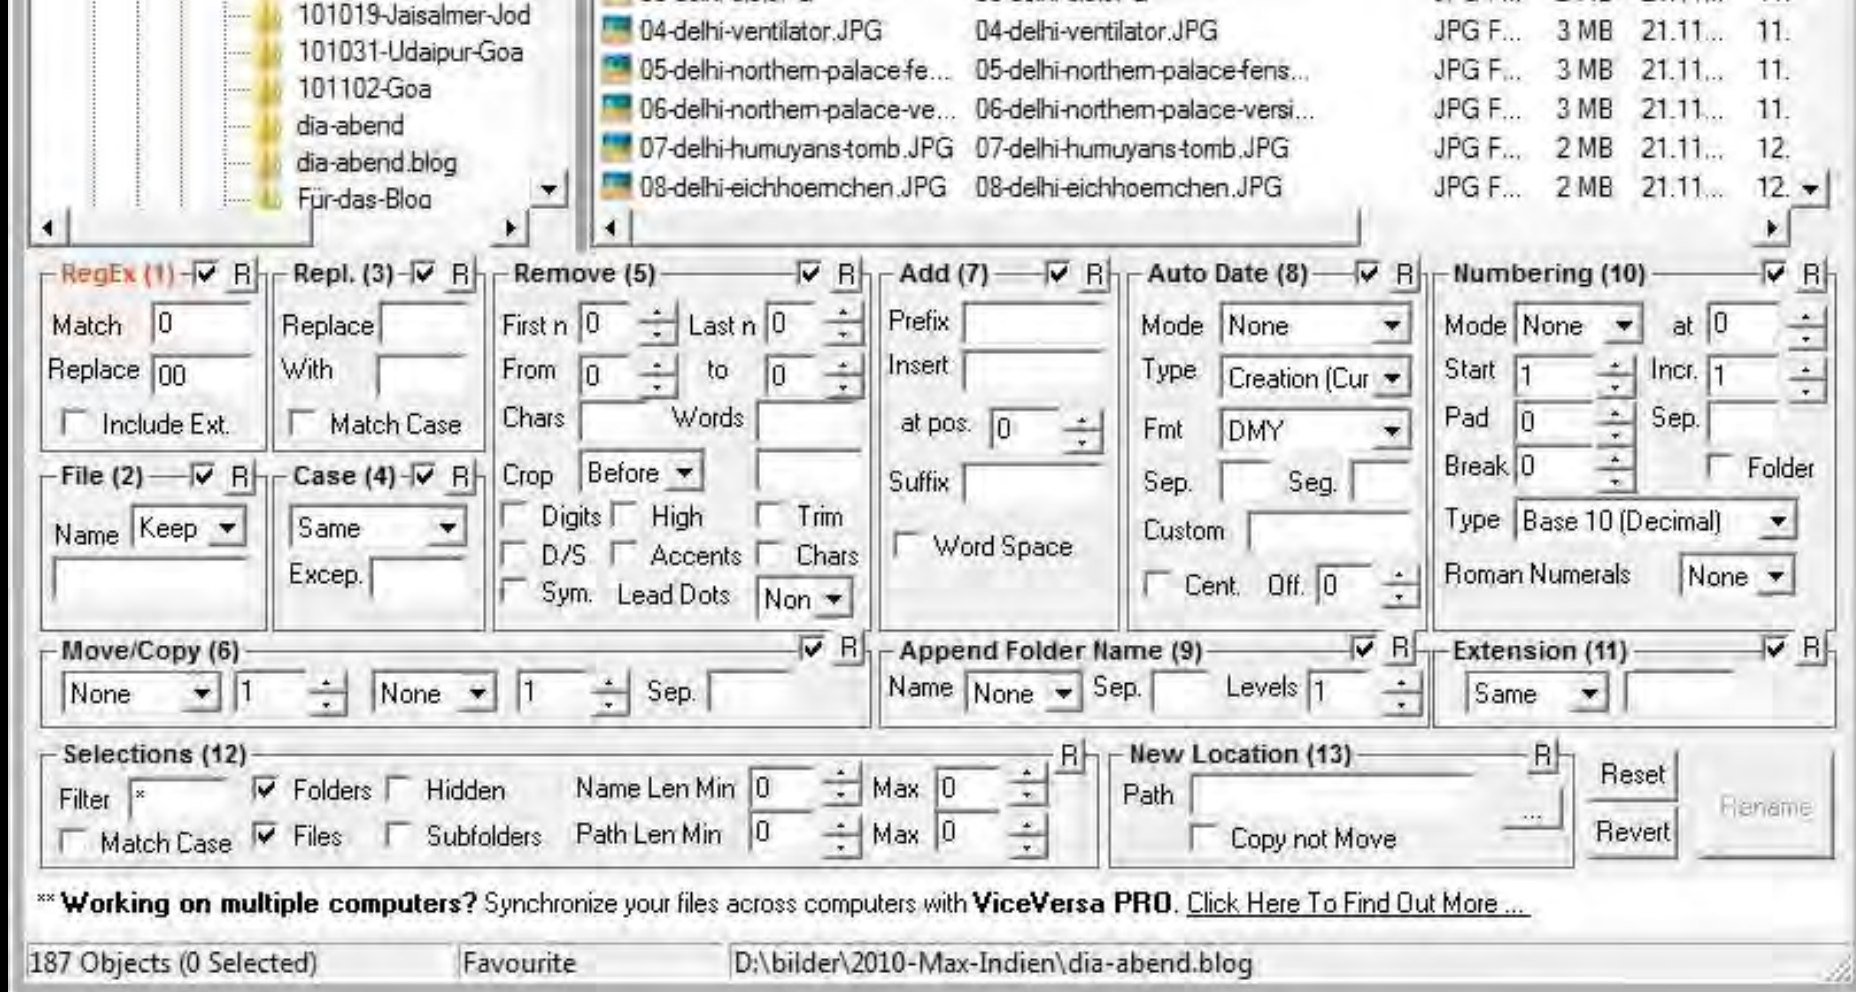 101019-Jaisalmer-Jod
101031-Udaipur-Goa
101102-Goa
dia-abend
dia-abend.blog
Für-das-Blog
04-delhi-ventilator.JPG 04-delhi-ventilator.JPG JPG F... 3 MB 21.11... 11.
05-delhi-northern-palace-fe... 05-delhi-northern-palace-fens... JPG F... 3 MB 21.11... 11.
06-delhi-northern-palace-ve... 06-delhi-northern-palace-versi... JPG F... 3 MB 21.11... 11.
07-delhi-humuyans-tomb.JPG 07-delhi-humuyans-tomb.JPG JPG F... 2 MB 21.11... 12.
08-delhi-eichhoernchen.JPG 08-delhi-eichhoernchen.JPG JPG F... 2 MB 21.11... 12.
RegEx (1) R
Match 0
Replace 00
Include Ext.
Repl. (3) R
Replace
With
Match Case
Remove (5) R
First n 0 Last n 0
From 0 to 0
Chars Words
Crop Before
Digits High Trim
D/S Accents Chars
Sym. Lead Dots Non
Add (7) R
Prefix
Insert
at pos. 0
Suffix
Word Space
Auto Date (8) R
Mode None
Type Creation (Cur
Fmt DMY
Sep. Seg.
Custom
Cent. Off. 0
Numbering (10) R
Mode None at 0
Start 1 Incr. 1
Pad 0 Sep.
Break 0 Folder
Type Base 10 (Decimal)
Roman Numerals None
File (2) R
Name Keep
Case (4) R
Same
Excep.
Move/Copy (6) R
None 1 None 1 Sep.
Append Folder Name (9) R
Name None Sep. Levels 1
Extension (11) R
Same
Selections (12) R
Filter * Folders Hidden Name Len Min 0 Max 0
Match Case Files Subfolders Path Len Min 0 Max 0
New Location (13) R
Path ...
Copy not Move
Reset
Revert
Rename
** Working on multiple computers? Synchronize your files across computers with ViceVersa PRO. Click Here To Find Out More ...
187 Objects (0 Selected) Favourite D:\bilder\2010-Max-Indien\dia-abend.blog